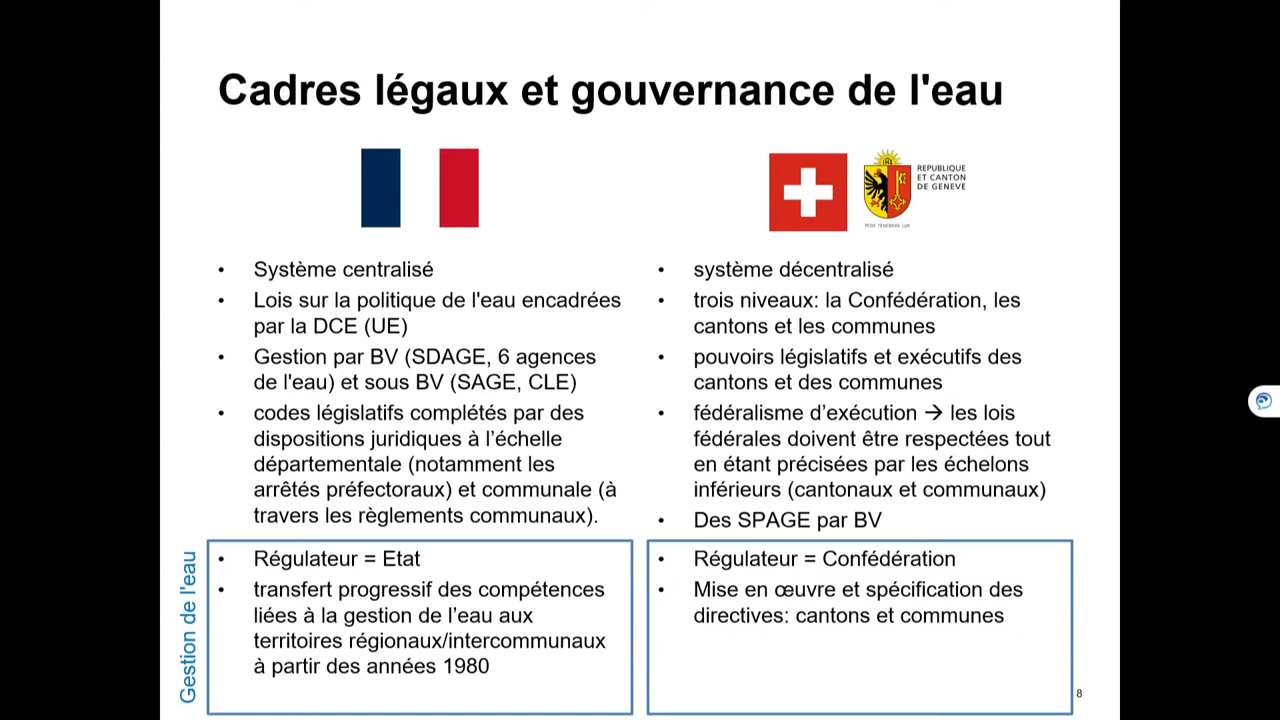 Cadres légaux et gouvernance de l'eau
REPUBLIQUE
ET CANTON
DE GENEVE
POST TENEBRAS LUX
• Système centralisé
• Lois sur la politique de l'eau encadrées
par la DCE (UE)
• Gestion par BV (SDAGE, 6 agences
de l'eau) et sous BV (SAGE, CLE)
• codes législatifs complétés par des
dispositions juridiques à l’échelle
départementale (notamment les
arrêtés préfectoraux) et communale (à
travers les règlements communaux).
• système décentralisé
• trois niveaux: la Confédération, les
cantons et les communes
• pouvoirs législatifs et exécutifs des
cantons et des communes
• fédéralisme d’exécution → les lois
fédérales doivent être respectées tout
en étant précisées par les échelons
inférieurs (cantonaux et communaux)
• Des SPAGE par BV
Gestion de l'eau
• Régulateur = Etat
• transfert progressif des compétences
liées à la gestion de l’eau aux
territoires régionaux/intercommunaux
à partir des années 1980
• Régulateur = Confédération
• Mise en œuvre et spécification des
directives: cantons et communes
8